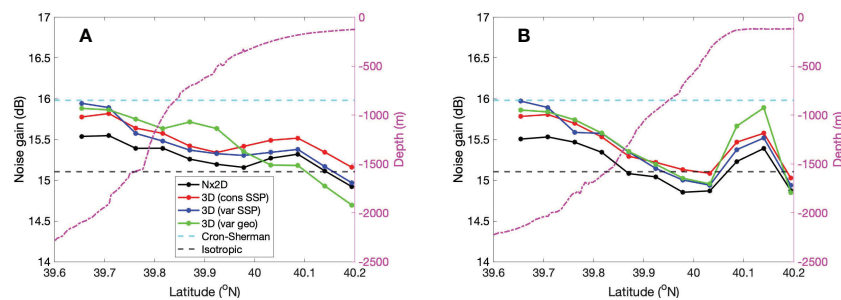 A
Noise gain (dB)
17
16.5
16
15.5
15
14.5
14
0
-500
-1000
-1500
-2000
-2500
Depth (m)
Nx2D
3D (cons SSP)
3D (var SSP)
3D (var geo)
Cron-Sherman
Isotropic
39.6 39.7 39.8 39.9 40 40.1 40.2
Latitude (°N)
B
Noise gain (dB)
17
16.5
16
15.5
15
14.5
14
0
-500
-1000
-1500
-2000
-2500
Depth (m)
39.6 39.7 39.8 39.9 40 40.1 40.2
Latitude (°N)